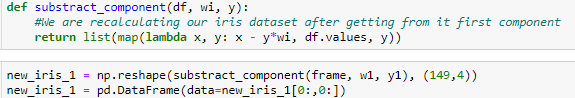 def substract_component(df, wi, y):
#We are recalculating our iris dataset after getting from it first component
return list(map(lambda x, y: x - y*wi, df.values, y))
new_iris_1 = np.reshape(substract_component(frame, w1, y1), (149,4))
new_iris_1 = pd.DataFrame(data=new_iris_1[0:,0:])